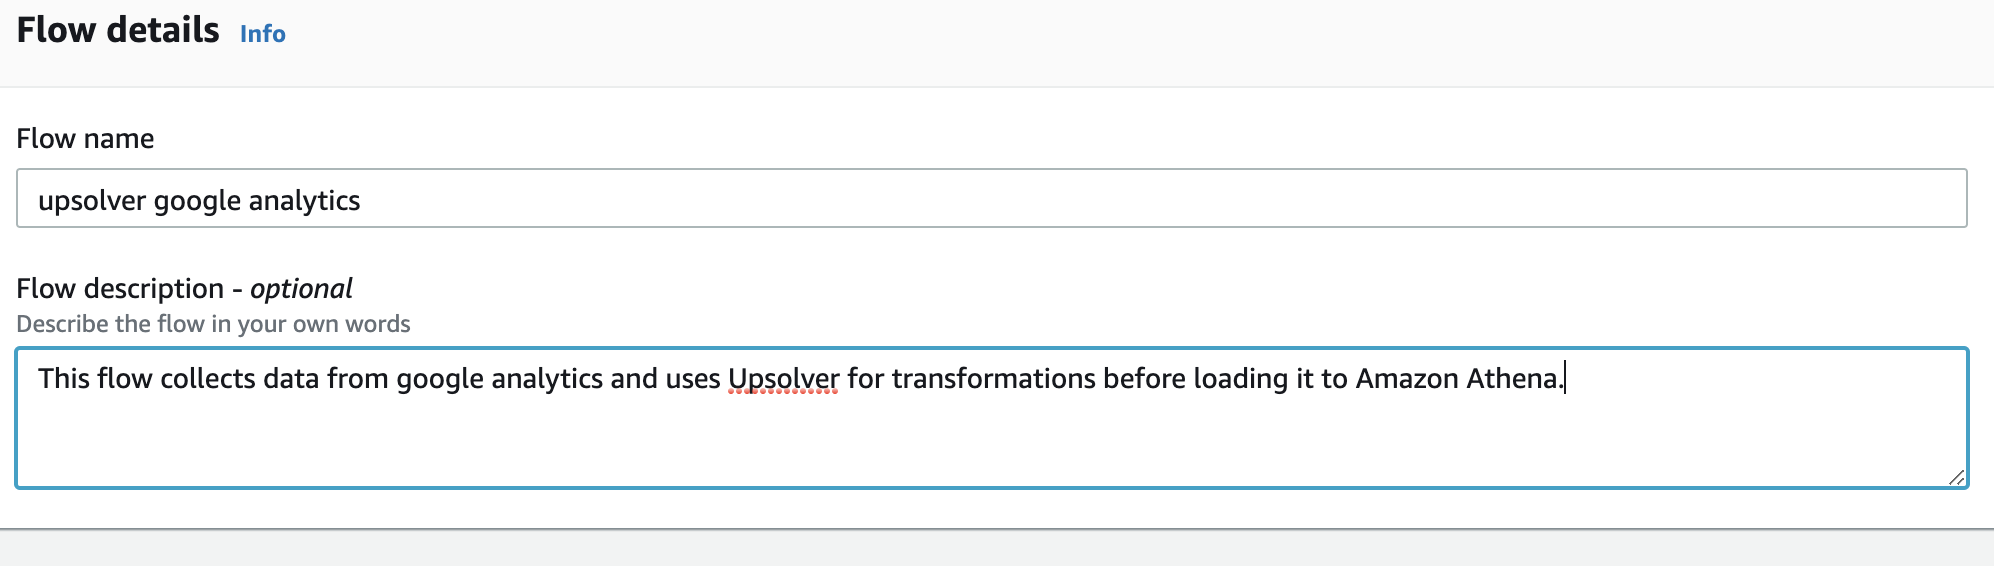 Flow details Info
Flow name
upsolver google analytics
Flow description - optional
Describe the flow in your own words
This flow collects data from google analytics and uses Upsolver for transformations before loading it to Amazon Athena.